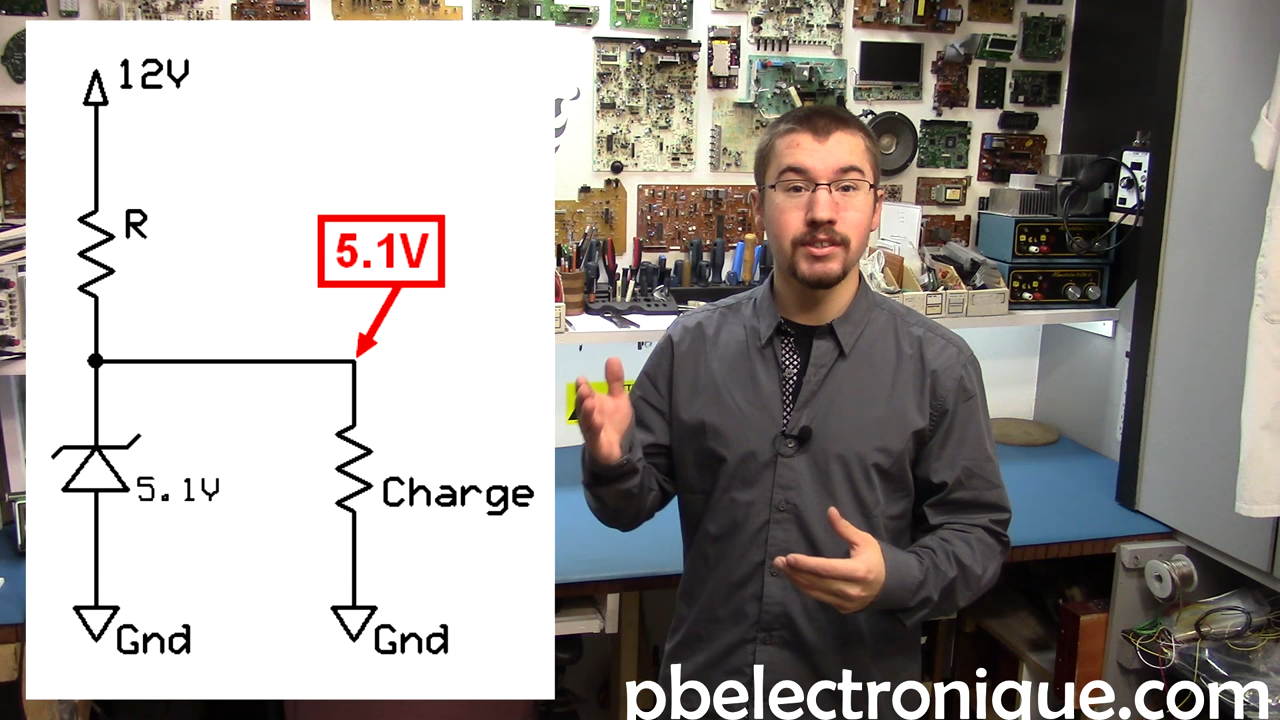 12V
R
5.1V
5.1V
Charge
Gnd
Gnd
pbelectronique.com